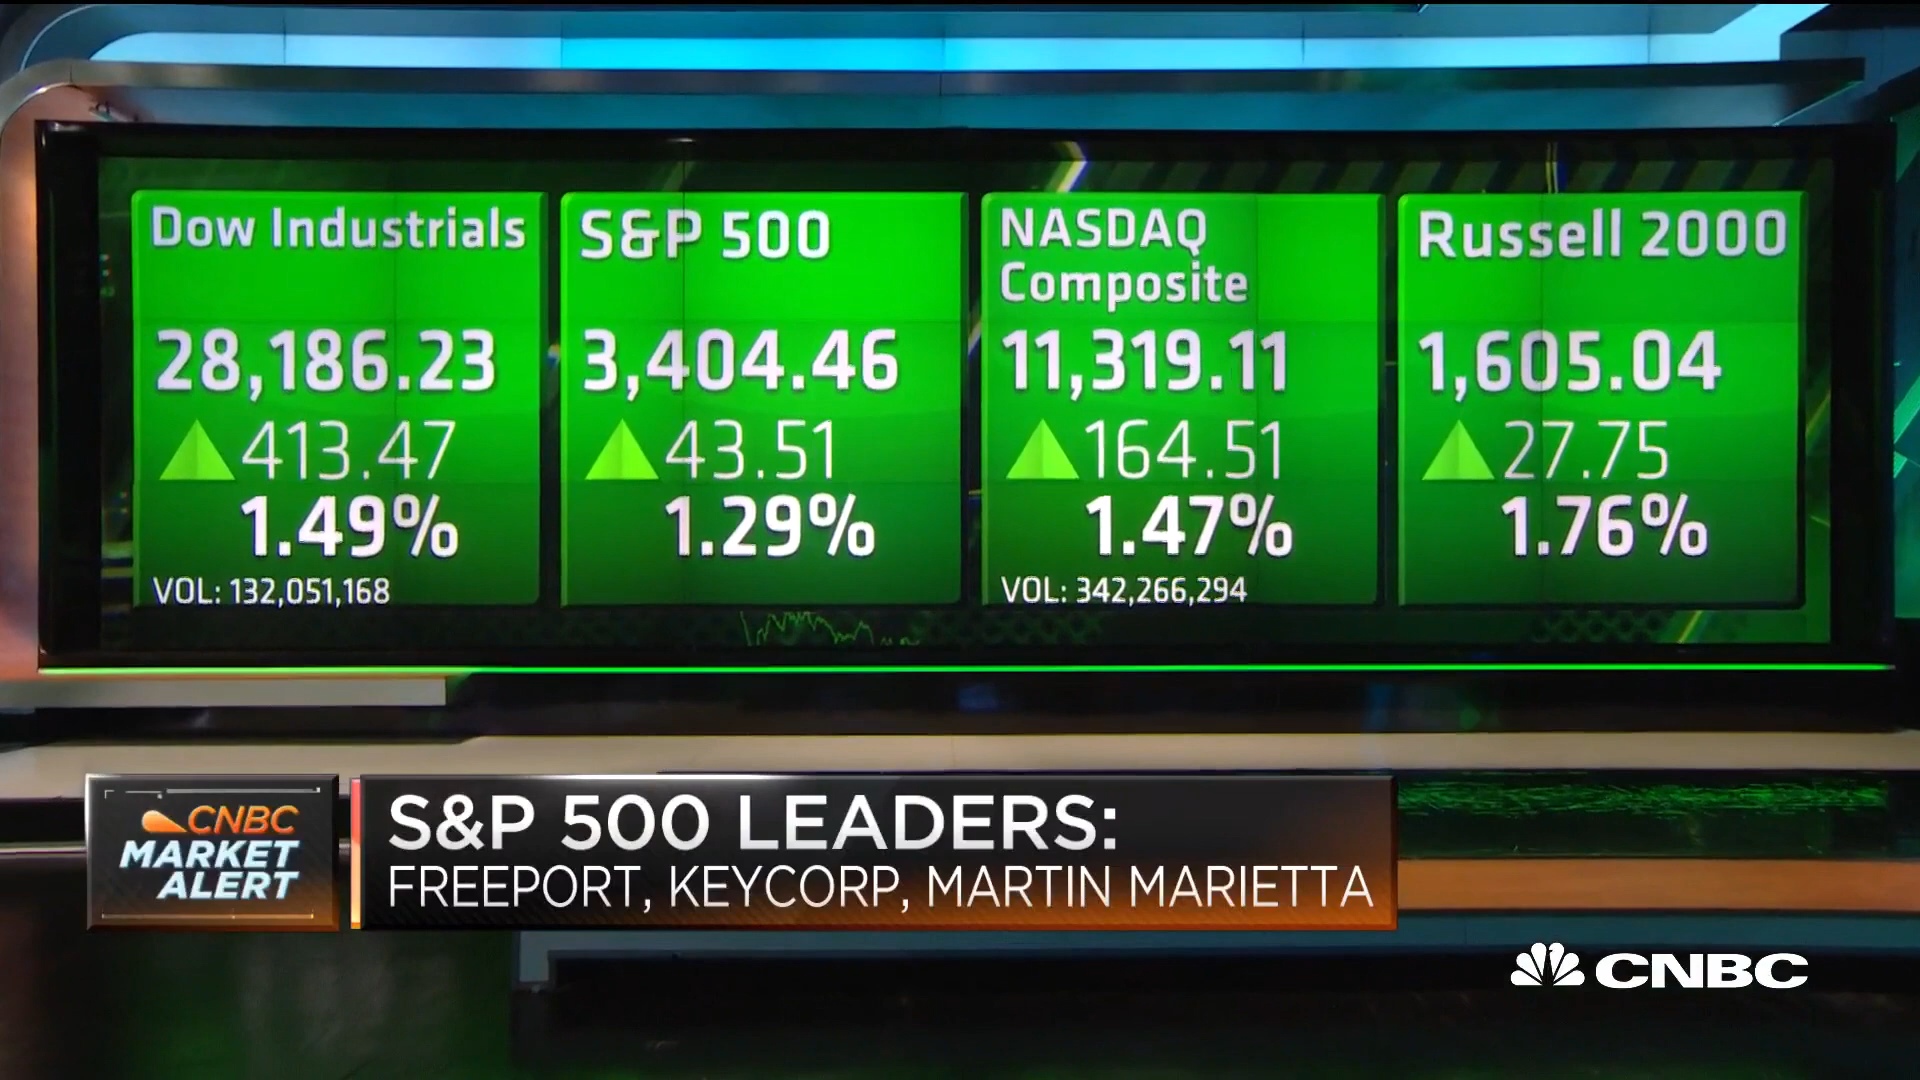 Dow Industrials
28,186.23
413.47
1.49%
VOL: 132,051,168
S&P 500
3,404.46
43.51
1.29%
NASDAQ
Composite
11,319.11
164.51
1.47%
VOL: 342,266,294
Russell 2000
1,605.04
27.75
1.76%
CNBC
MARKET
ALERT
S&P 500 LEADERS:
FREEPORT, KEYCORP, MARTIN MARIETTA
CNBC